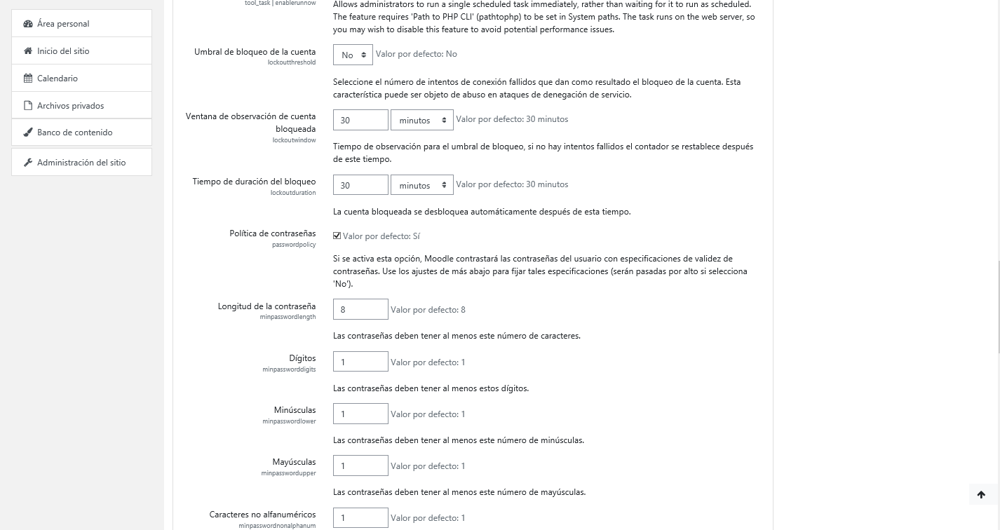 Área personal
Inicio del sitio
Calendario
Archivos privados
Banco de contenido
Administración del sitio
tool_task | enablerunnow
Allows administrators to run a single scheduled task immediately, rather than waiting for it to run as scheduled.
The feature requires 'Path to PHP CLI' (pathtophp) to be set in System paths. The task runs on the web server, so
you may wish to disable this feature to avoid potential performance issues.
Umbral de bloqueo de la cuenta
lockoutthreshold
No Valor por defecto: No
Seleccione el número de intentos de conexión fallidos que dan como resultado el bloqueo de la cuenta. Esta
característica puede ser objeto de abuso en ataques de denegación de servicio.
Ventana de observación de cuenta
bloqueada
lockoutwindow
30 minutos Valor por defecto: 30 minutos
Tiempo de observación para el umbral de bloqueo, si no hay intentos fallidos el contador se restablece después
de este tiempo.
Tiempo de duración del bloqueo
lockoutduration
30 minutos Valor por defecto: 30 minutos
La cuenta bloqueada se desbloquea automáticamente después de esta tiempo.
Política de contraseñas
passwordpolicy
Valor por defecto: Sí
Si se activa esta opción, Moodle contrastará las contraseñas del usuario con especificaciones de validez de
contraseñas. Use los ajustes de más abajo para fijar tales especificaciones (serán pasadas por alto si selecciona
'No').
Longitud de la contraseña
minpasswordlength
8 Valor por defecto: 8
Las contraseñas deben tener al menos este número de caracteres.
Dígitos
minpassworddigits
1 Valor por defecto: 1
Las contraseñas deben tener al menos estos dígitos.
Minúsculas
minpasswordlower
1 Valor por defecto: 1
Las contraseñas deben tener al menos este número de minúsculas.
Mayúsculas
minpasswordupper
1 Valor por defecto: 1
Las contraseñas deben tener al menos este número de mayúsculas.
Caracteres no alfanuméricos
minpasswordnonalphanum
1 Valor por defecto: 1